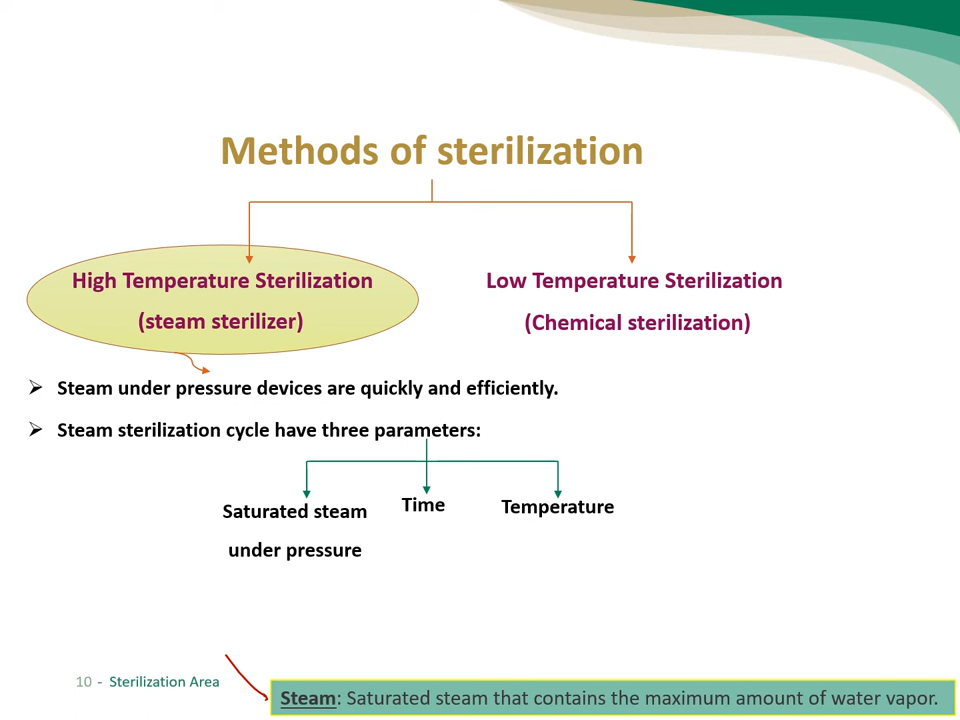 Methods of sterilization
High Temperature Sterilization
(steam sterilizer)
Low Temperature Sterilization
(Chemical sterilization)
➢ Steam under pressure devices are quickly and efficiently.
➢ Steam sterilization cycle have three parameters:
Saturated steam
under pressure
Time
Temperature
10 - Sterilization Area
Steam: Saturated steam that contains the maximum amount of water vapor.